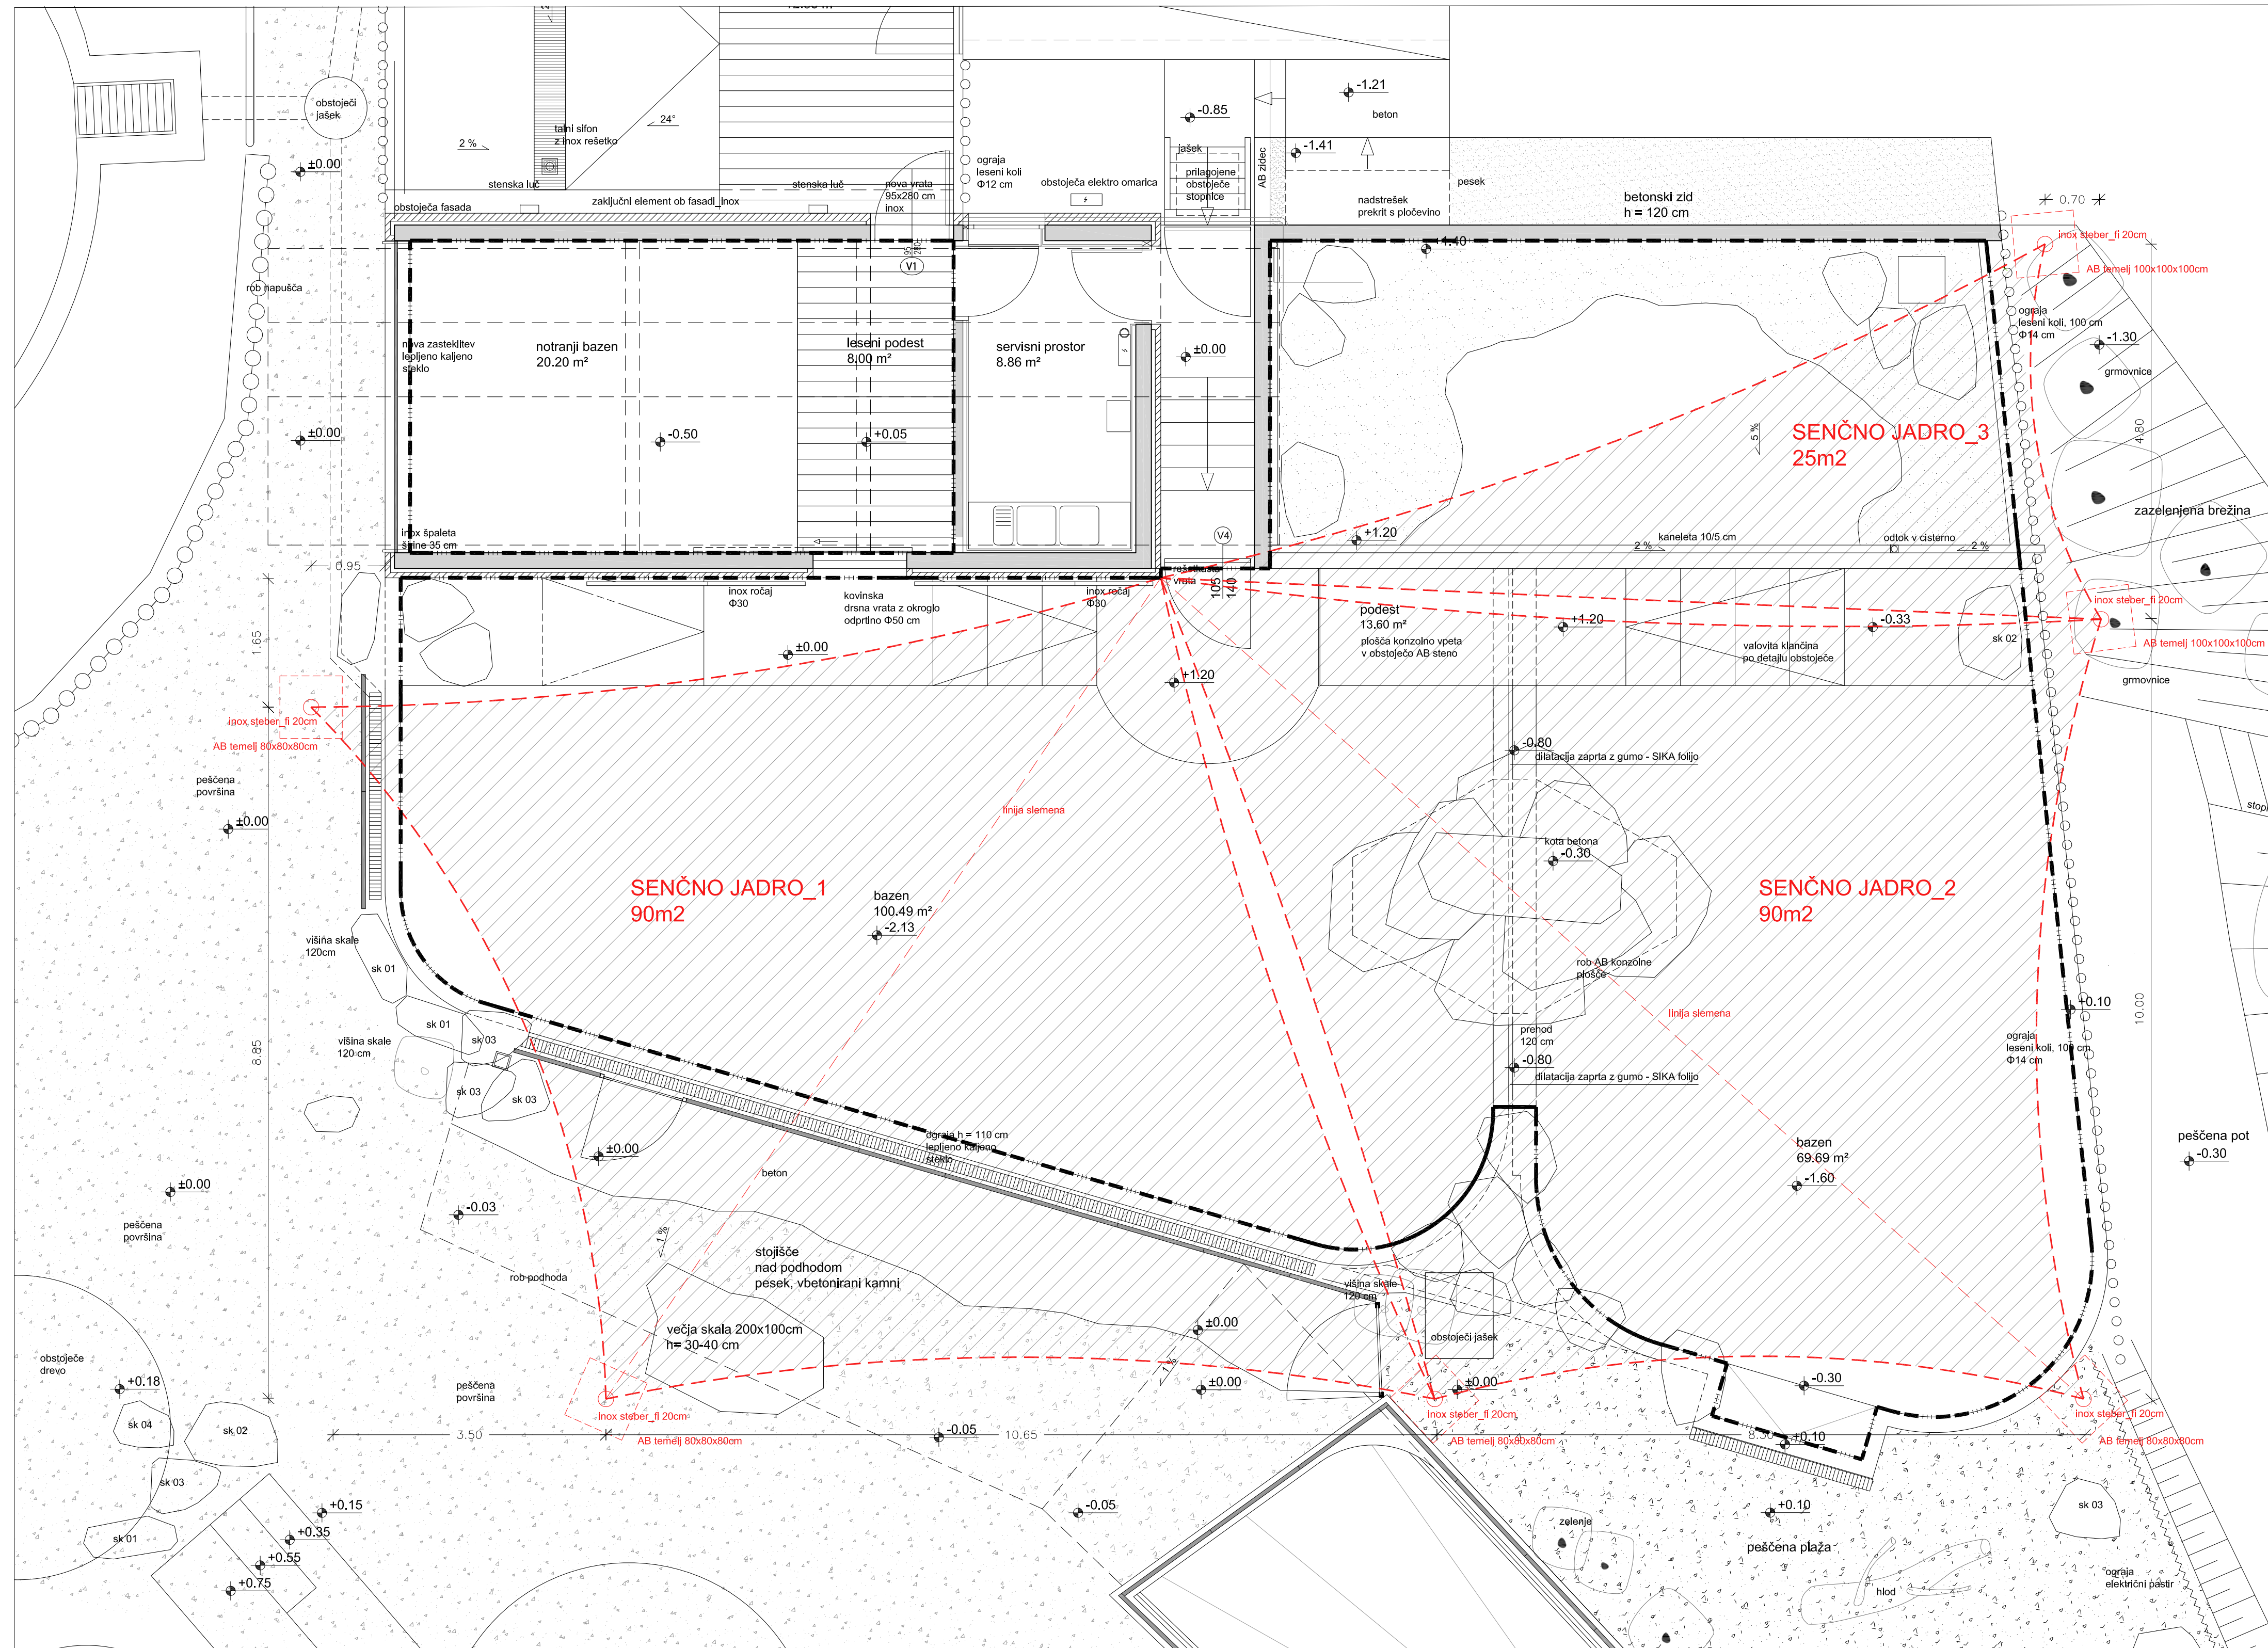 obstoječi
jašek
±0.00
2 %
talni sifon
z inox rešetko
24°
stenska luč
stenska luč
zaključni element ob fasadi_inox
obstoječa fasada
nova vrata
95x280 cm
inox
ograja
leseni koli
Φ12 cm
obstoječa elektro omarica
-0.85
jašek
prilagojene
obstoječe
stopnice
AB zidec
-1.21
beton
-1.41
pesek
nadstrešek
prekrit s pločevino
betonski zid
h = 120 cm
0.70
inox steber_fi 20cm
AB temelj 100x100x100cm
rob napušča
95
280
V1
nova zasteklitev
lepljeno kaljeno
steklo
notranji bazen
20.20 m²
leseni podest
8.00 m²
servisni prostor
8.86 m²
±0.00
ograja
leseni koli, 100 cm
Φ14 cm
-1.30
grmovnice
±0.00
-0.50
+0.05
SENČNO JADRO_3
25m2
5 %
4.80
zazelenjena brežina
inox špaleta
širine 35 cm
0.95
V4
105
140
+1.20
2 %
kaneleta 10/5 cm
odtok v cisterno
2 %
rešetkasta
vrata
inox ročaj
Φ30
kovinska
drsna vrata z okroglo
odprtino Φ50 cm
inox ročaj
Φ30
podest
13.60 m²
plošča konzolno vpeta
v obstoječo AB steno
+1.20
-0.33
valovita klančina
po detajlu obstoječe
sk 02
inox steber_fi 20cm
AB temelj 100x100x100cm
grmovnice
1.65
±0.00
+1.20
inox steber_fi 20cm
AB temelj 80x80x80cm
-0.80
dilatacija zaprta z gumo - SIKA folijo
peščena
površina
±0.00
linija slemena
kota betona
-0.30
SENČNO JADRO_1
90m2
bazen
100.49 m²
-2.13
SENČNO JADRO_2
90m2
višina skale
120cm
sk 01
rob AB konzolne
plošče
linija slemena
+0.10
10.00
sk 01
sk 03
višina skale
120 cm
8.85
prehod
120 cm
-0.80
dilatacija zaprta z gumo - SIKA folijo
ograja
leseni koli, 100 cm
Φ14 cm
sk 03
sk 03
±0.00
ograja h = 110 cm
lepljeno kaljeno
steklo
beton
bazen
69.69 m²
-1.60
peščena pot
-0.30
±0.00
-0.03
peščena
površina
1 %
stojišče
nad podhodom
pesek, vbetonirani kamni
rob podhoda
višina skale
120 cm
večja skala 200x100cm
h= 30-40 cm
±0.00
obstoječi jašek
1 %
obstoječe
drevo
+0.18
peščena
površina
±0.00
±0.00
-0.30
inox steber_fi 20cm
AB temelj 80x80x80cm
inox steber_fi 20cm
AB temelj 80x80x80cm
inox steber_fi 20cm
AB temelj 80x80x80cm
sk 04
sk 02
3.50
-0.05
10.65
+0.10
sk 03
+0.15
-0.05
+0.10
sk 03
+0.35
sk 01
+0.55
+0.75
zelenje
peščena plaža
hlod
ograja
električni pastir